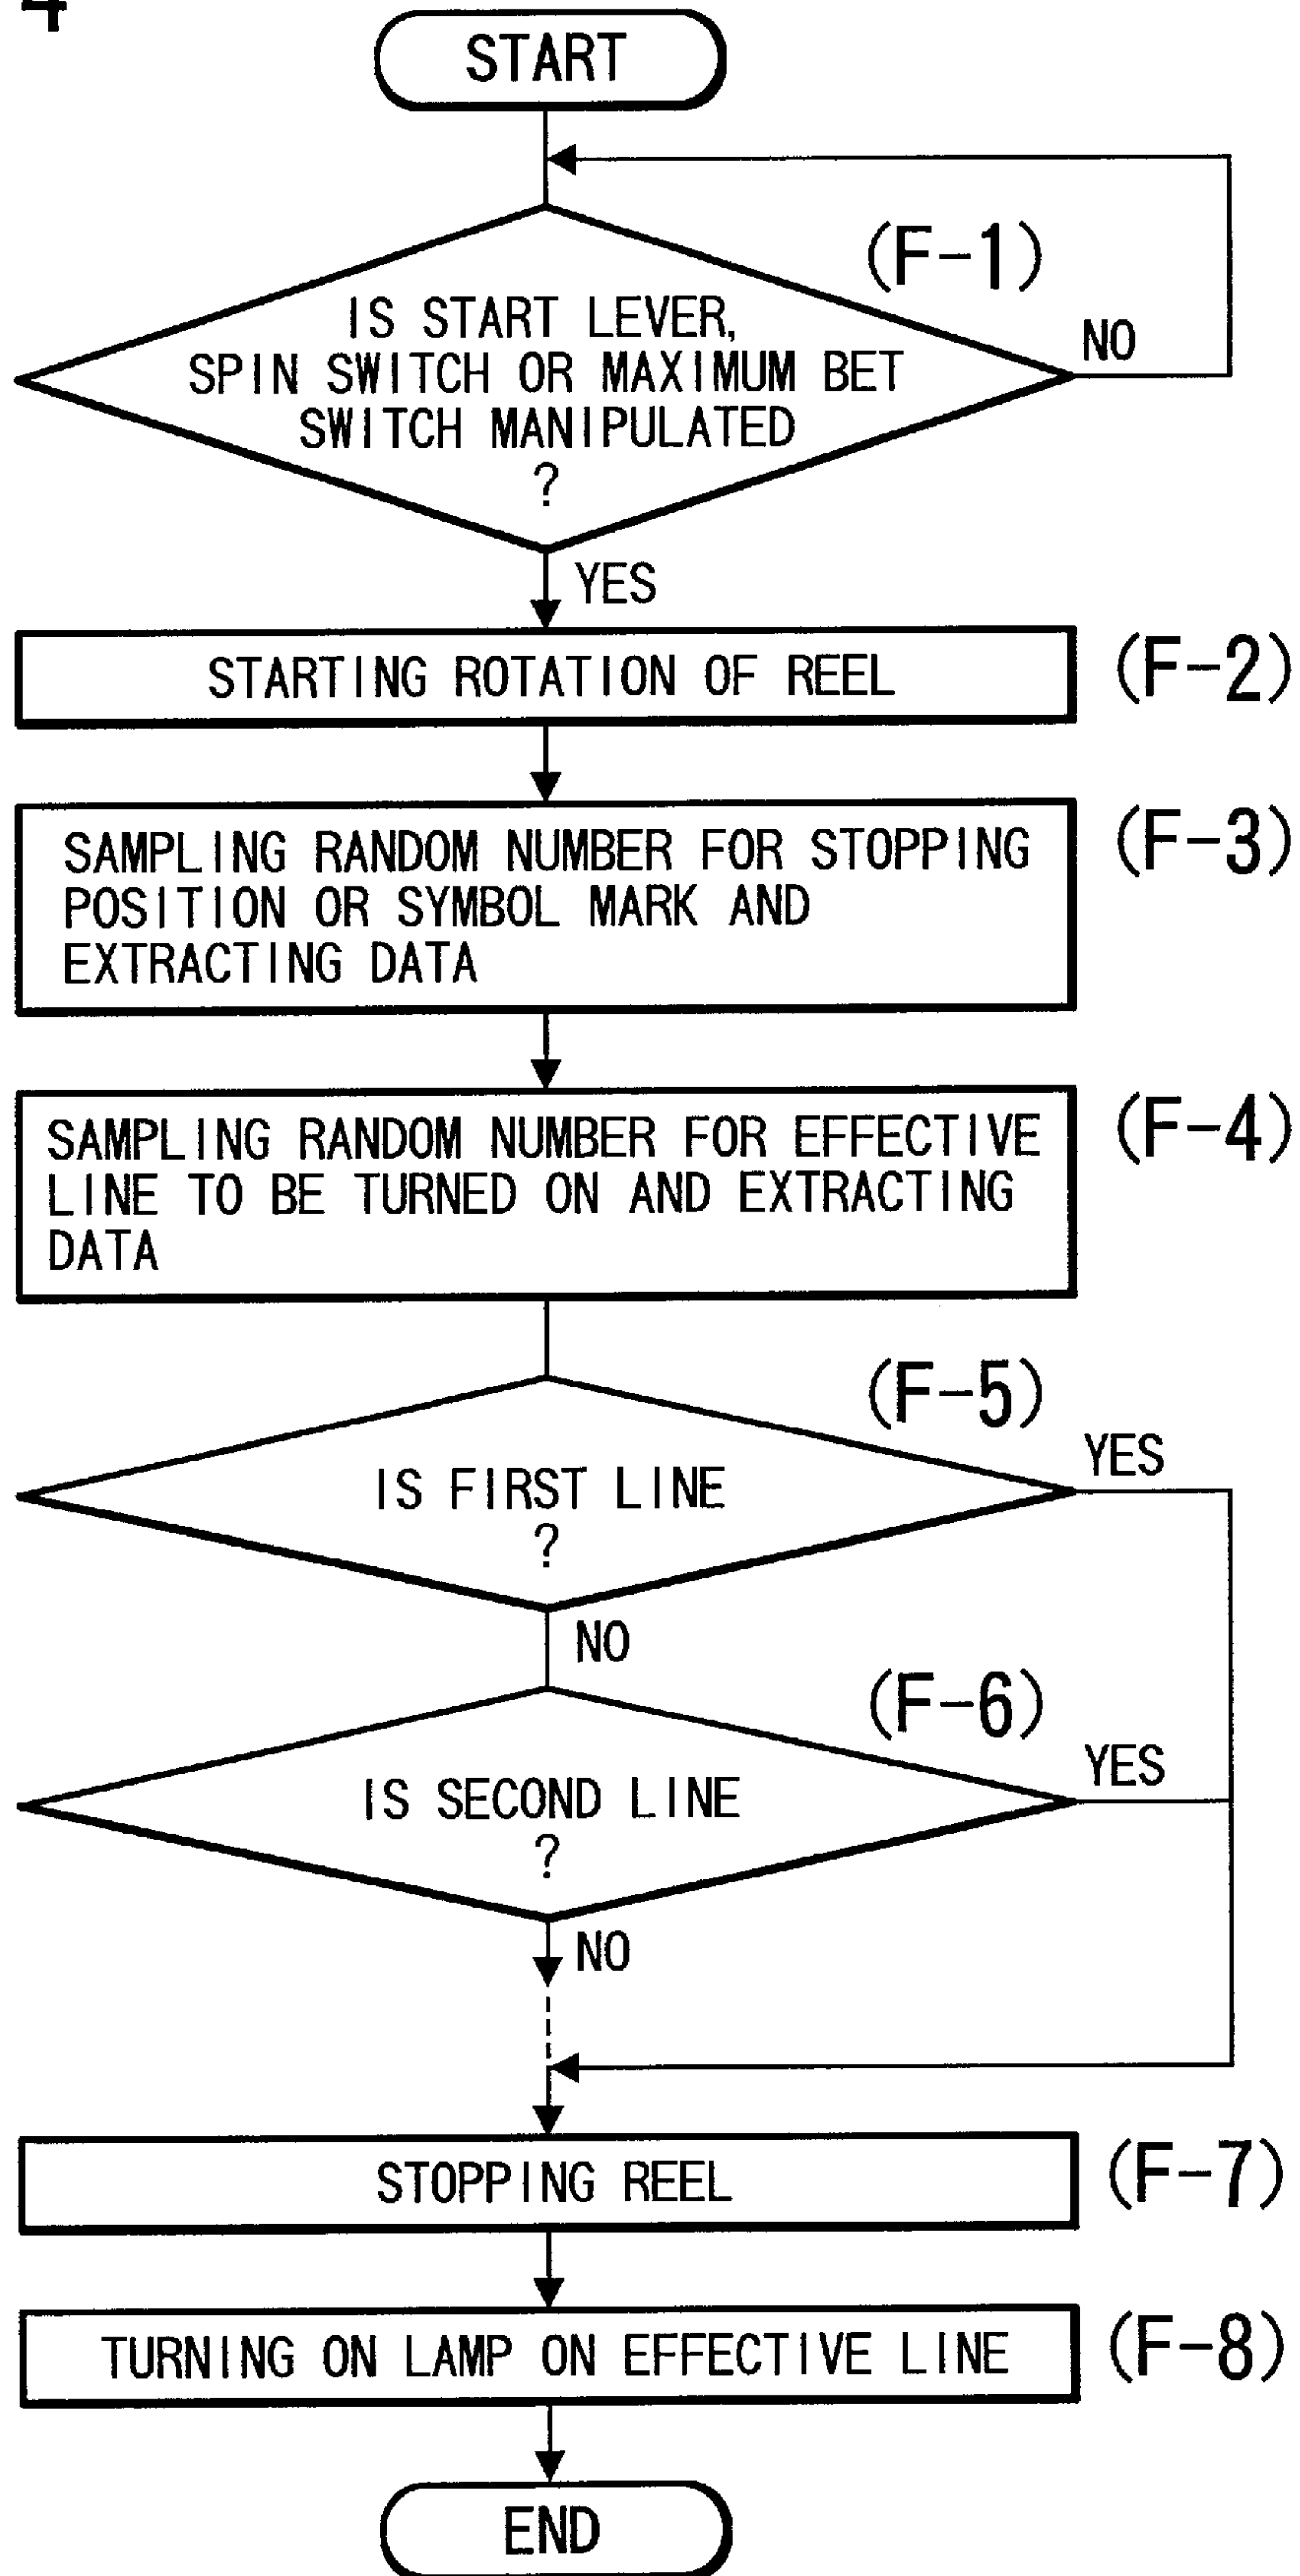 4
START
(F-1)
IS START LEVER,
SPIN SWITCH OR MAXIMUM BET
SWITCH MANIPULATED
?
NO
YES
STARTING ROTATION OF REEL
(F-2)
SAMPLING RANDOM NUMBER FOR STOPPING
POSITION OR SYMBOL MARK AND
EXTRACTING DATA
(F-3)
SAMPLING RANDOM NUMBER FOR EFFECTIVE
LINE TO BE TURNED ON AND EXTRACTING
DATA
(F-4)
(F-5)
YES
IS FIRST LINE
?
NO
(F-6)
YES
IS SECOND LINE
?
NO
STOPPING REEL
(F-7)
TURNING ON LAMP ON EFFECTIVE LINE
(F-8)
END